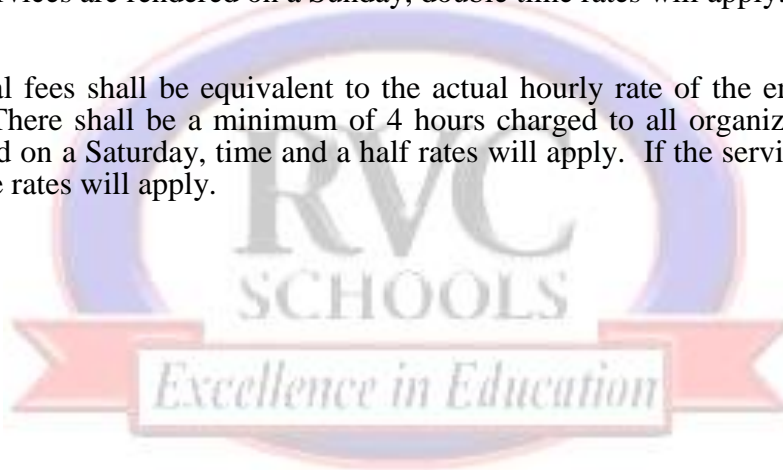 rvices are rendered on a Sunday, double time rates will apply.
al fees shall be equivalent to the actual hourly rate of the e
There shall be a minimum of 4 hours charged to all organiz
d on a Saturday, time and a half rates will apply. If the servi
e rates will apply.
RVC
SCHOOLS
Excellence in Education